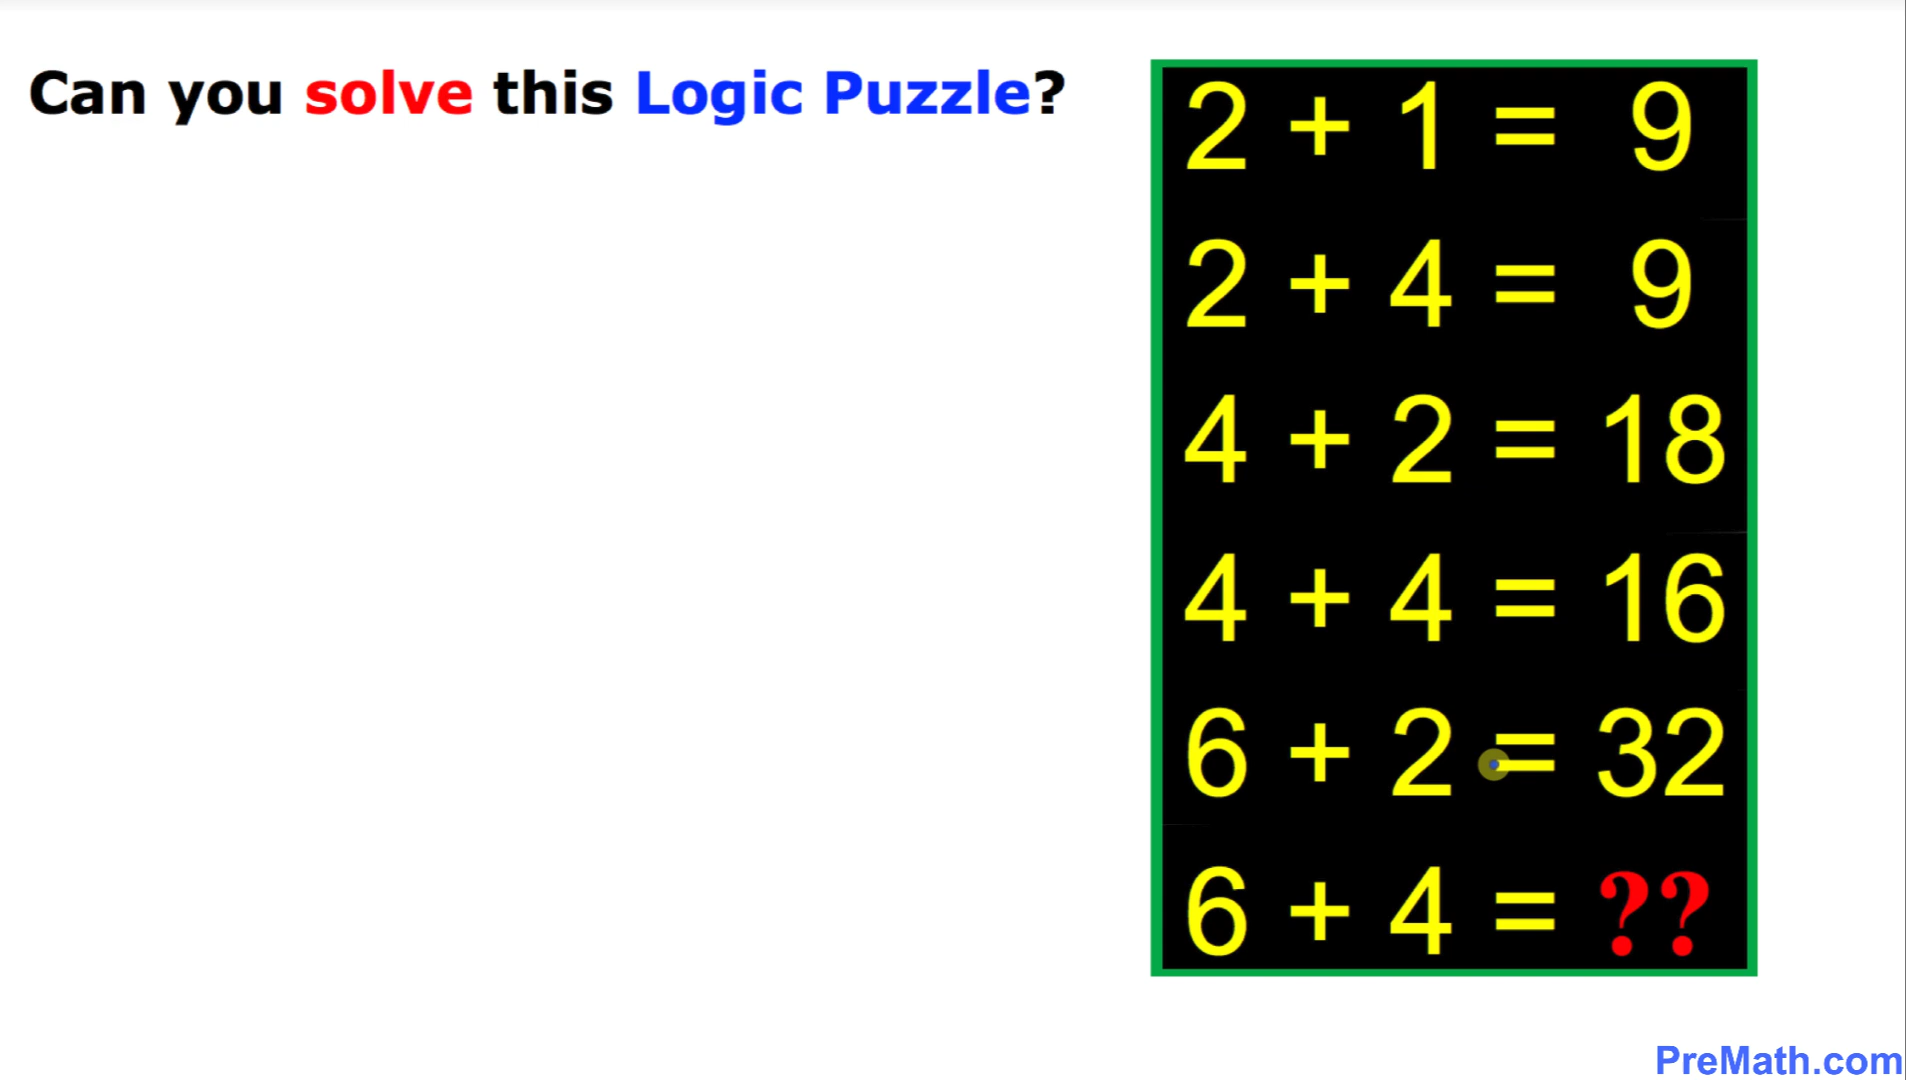 Can you solve this Logic Puzzle?
2 + 1 = 9
2 + 4 = 9
4 + 2 = 18
4 + 4 = 16
6 + 2 = 32
6 + 4 = ??
PreMath.com